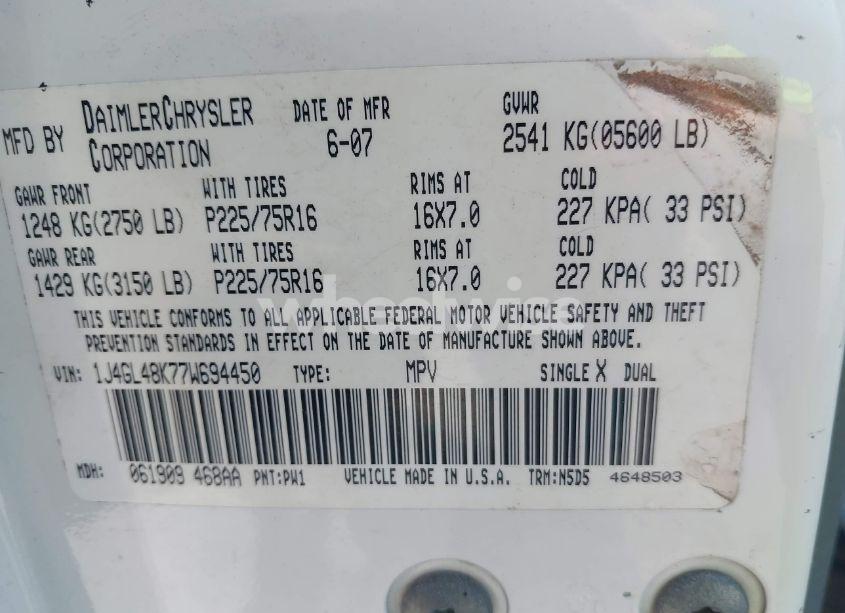 MFD BY DAIMLERCHRYSLER CORPORATION DATE OF MFR 6-07 GVWR 2541 KG(05600 LB)
GAWR FRONT WITH TIRES RIMS AT COLD
1248 KG(2750 LB) P225/75R16 16X7.0 227 KPA( 33 PSI)
GAWR REAR WITH TIRES RIMS AT COLD
1429 KG(3150 LB) P225/75R16 16X7.0 227 KPA( 33 PSI)
THIS VEHICLE CONFORMS TO ALL APPLICABLE FEDERAL MOTOR VEHICLE SAFETY AND THEFT
PREVENTION STANDARDS IN EFFECT ON THE DATE OF MANUFACTURE SHOWN ABOVE.
VIN: 1J4GL48K77W694450 TYPE: MPV SINGLE X DUAL
MDH: 061909 468AA PNT:PW1 VEHICLE MADE IN U.S.A. TRM:N5D5 4648503
wheelwise